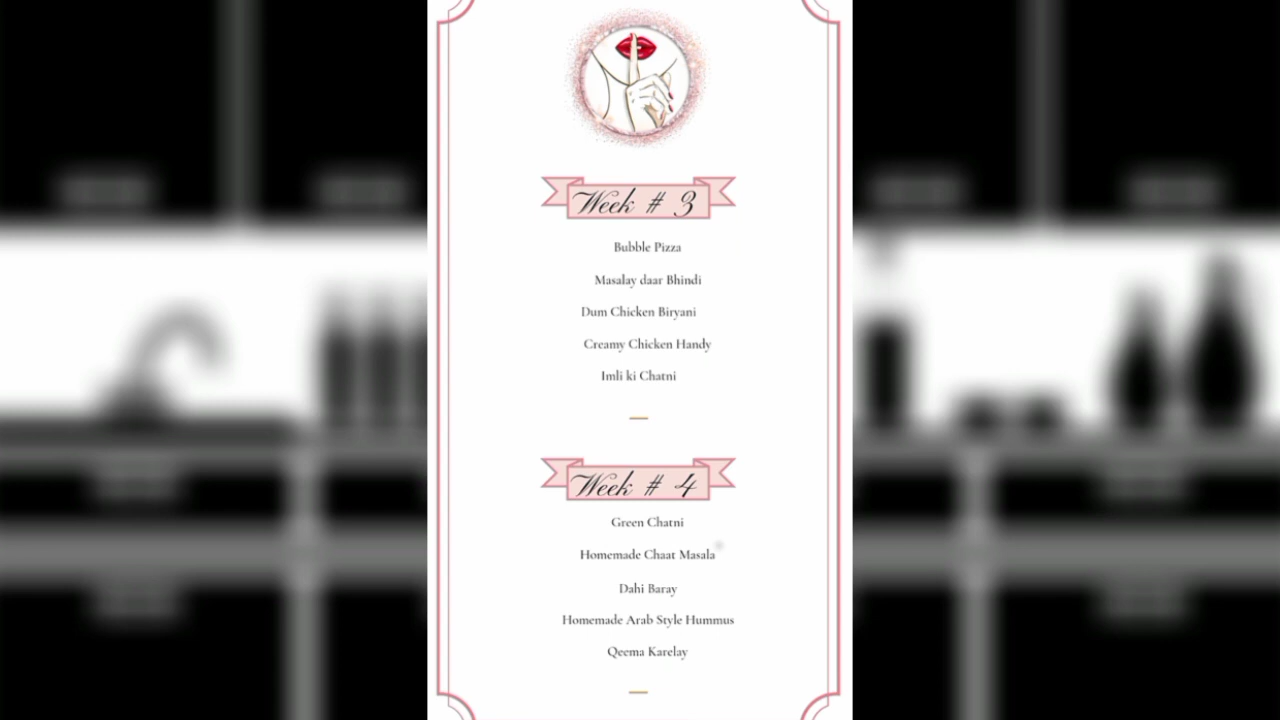 Week # 3
Bubble Pizza
Masalay daar Bhindi
Dum Chicken Biryani
Creamy Chicken Handy
Imli ki Chatni
Week # 4
Green Chatni
Homemade Chaat Masala
Dahi Baray
Homemade Arab Style Hummus
Qeema Karelay